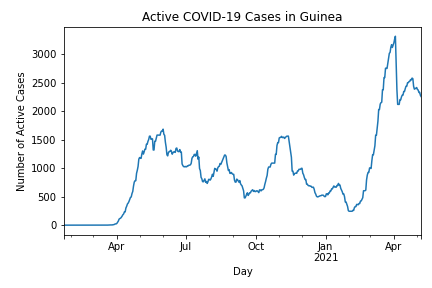 Active COVID-19 Cases in Guinea
Number of Active Cases
3000
2500
2000
1500
1000
500
0
Apr
Jul
Oct
Jan
2021
Apr
Day